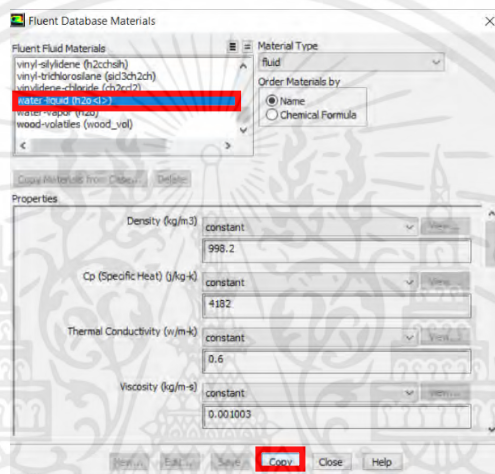 Fluent Database Materials
Fluent Fluid Materials
vinyl-silylidene (h2cchsih)
vinyl-trichlorosilane (sicl3ch2ch)
vinylidene-chloride (ch2ccl2)
water-liquid (h2o<l>)
water-vapor (h2o)
wood-volatiles (wood_vol)
Material Type
fluid
Order Materials by
Name
Chemical Formula
Copy Materials from Case... Delete
Properties
Density (kg/m3) constant View...
998.2
Cp (Specific Heat) (j/kg-k) constant View...
4182
Thermal Conductivity (w/m-k) constant View...
0.6
Viscosity (kg/m-s) constant View...
0.001003
New... Edit... Save Copy Close Help